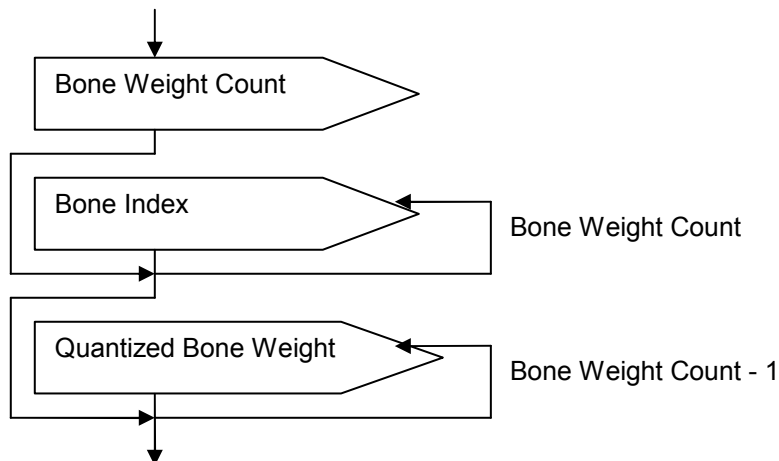 Bone Weight Count
Bone Index
Bone Weight Count
Quantized Bone Weight
Bone Weight Count - 1